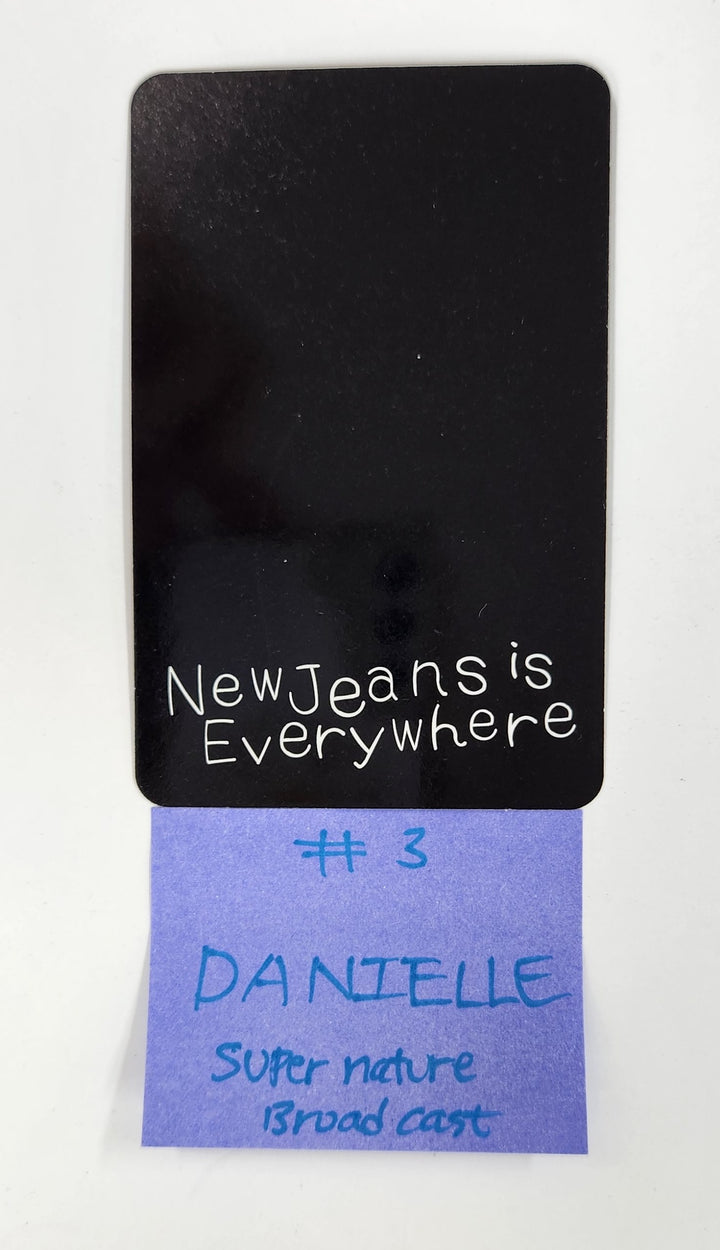 NewJeans is
Everywhere
# 3
DANIELLE
Super nature
Broad cast